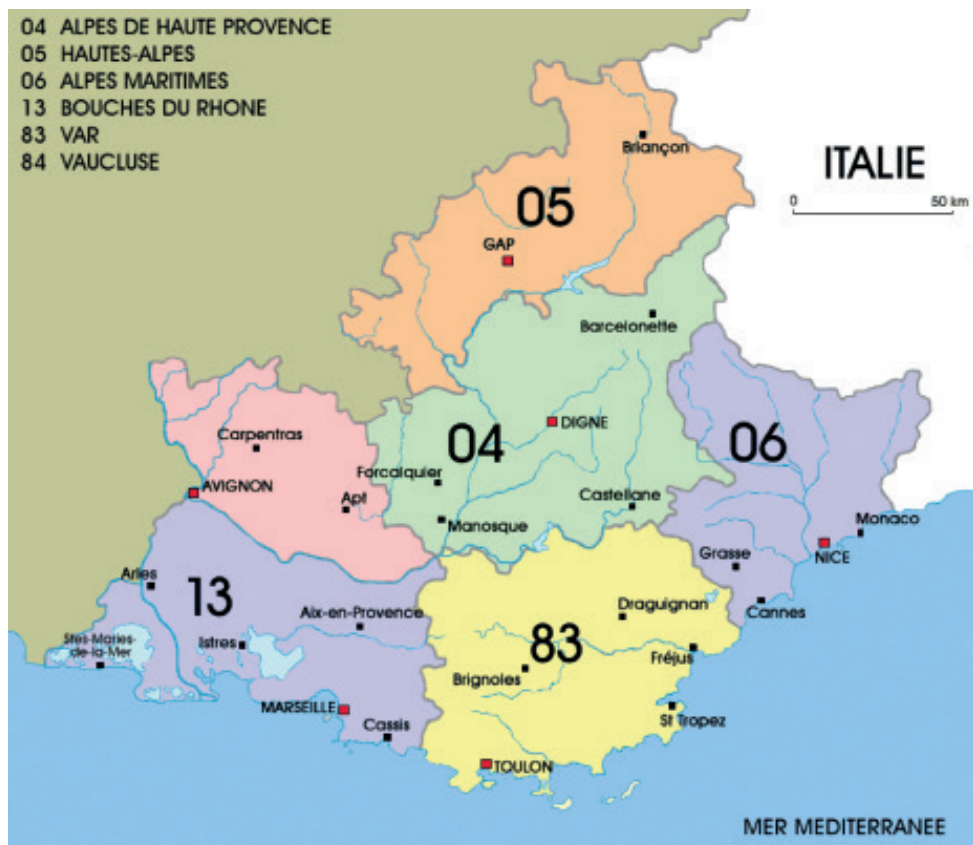 04 ALPES DE HAUTE PROVENCE
05 HAUTES-ALPES
06 ALPES MARITIMES
13 BOUCHES DU RHONE
83 VAR
84 VAUCLUSE
ITALIE
0 50 km
Briançon
05
GAP
Barcelonette
04
DIGNE
06
Carpentras
Forcalquier
AVIGNON
Apt
Castellane
Manosque
Monaco
NICE
Grasse
Cannes
Arles
13
Aix-en-Provence
Draguignan
Stes-Maries-
de-la-Mer
Istres
83
Fréjus
Brignoles
MARSEILLE
St Tropez
Cassis
TOULON
MER MEDITERRANEE